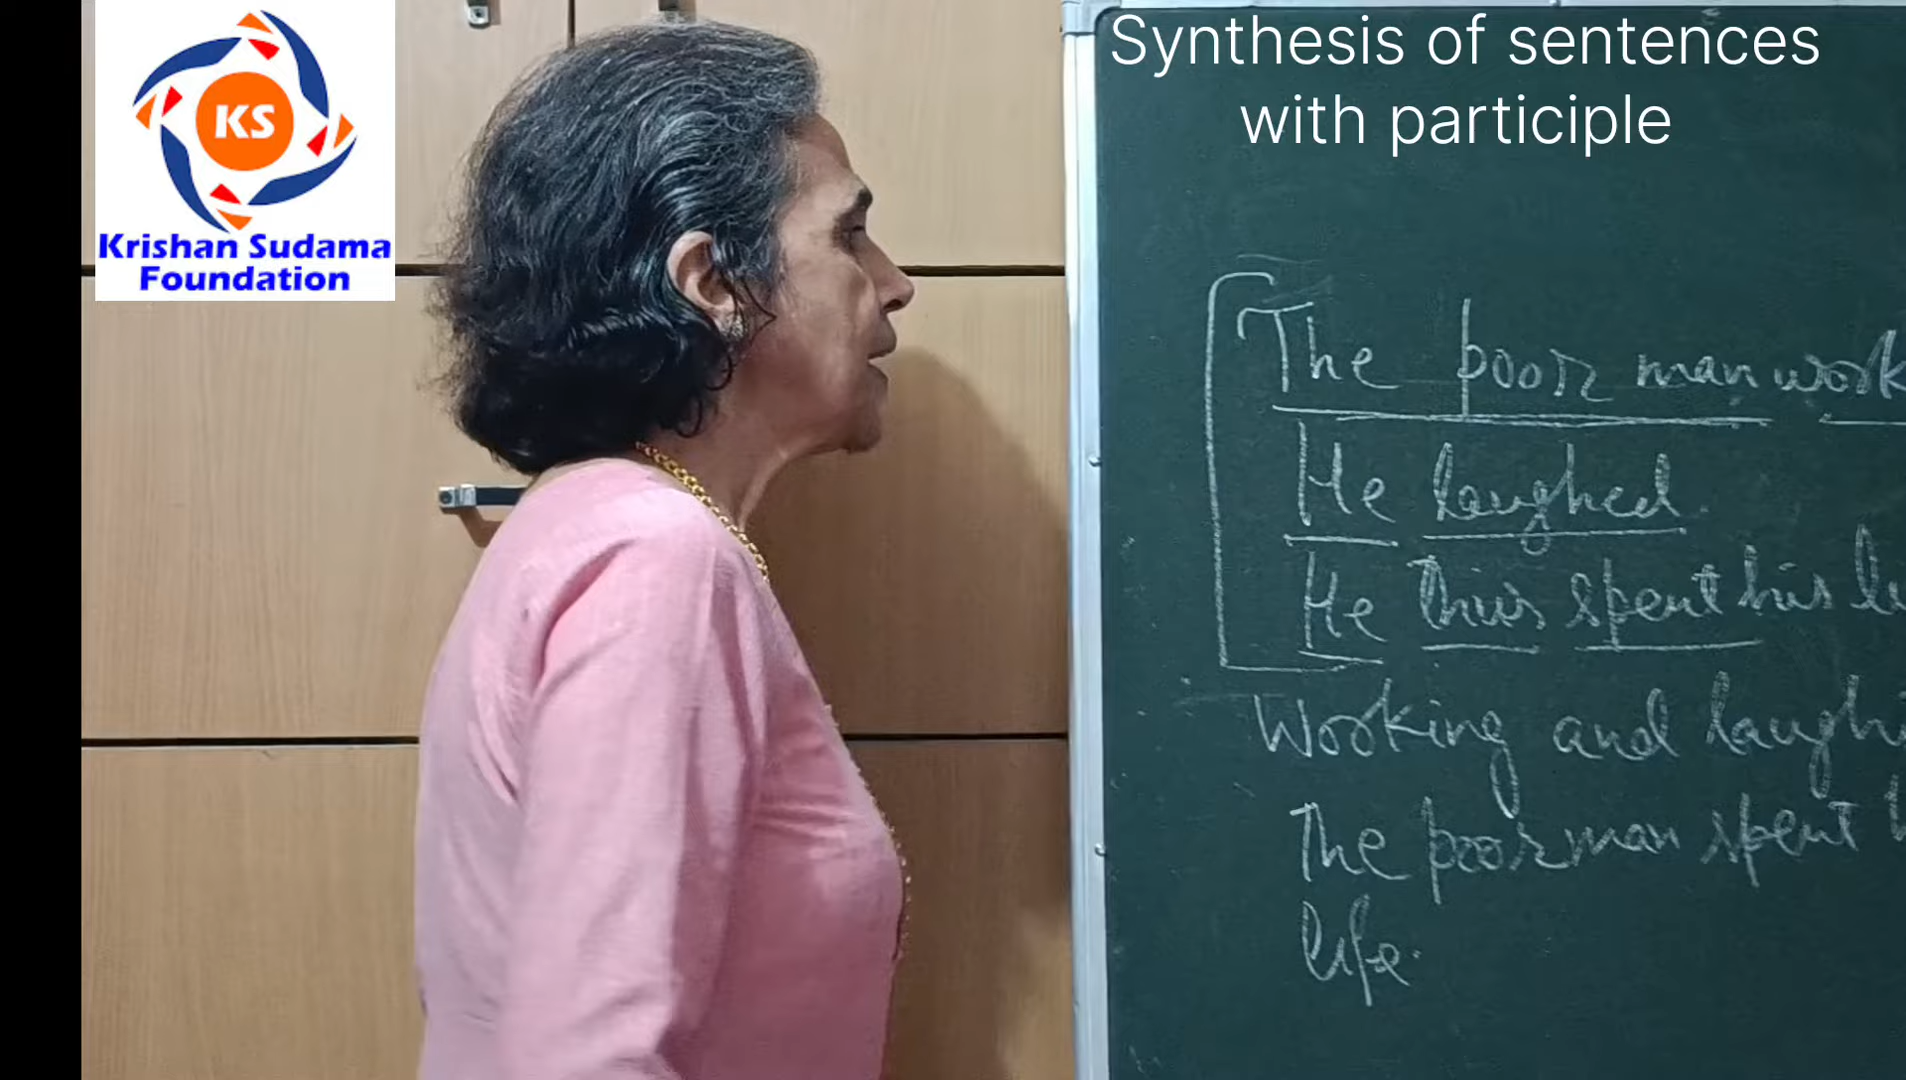 KS
Krishan Sudama
Foundation
Synthesis of sentences
with participle
The poor man work
He laughed.
He thus spent his li
Working and laughi
The poor man spent h
life.